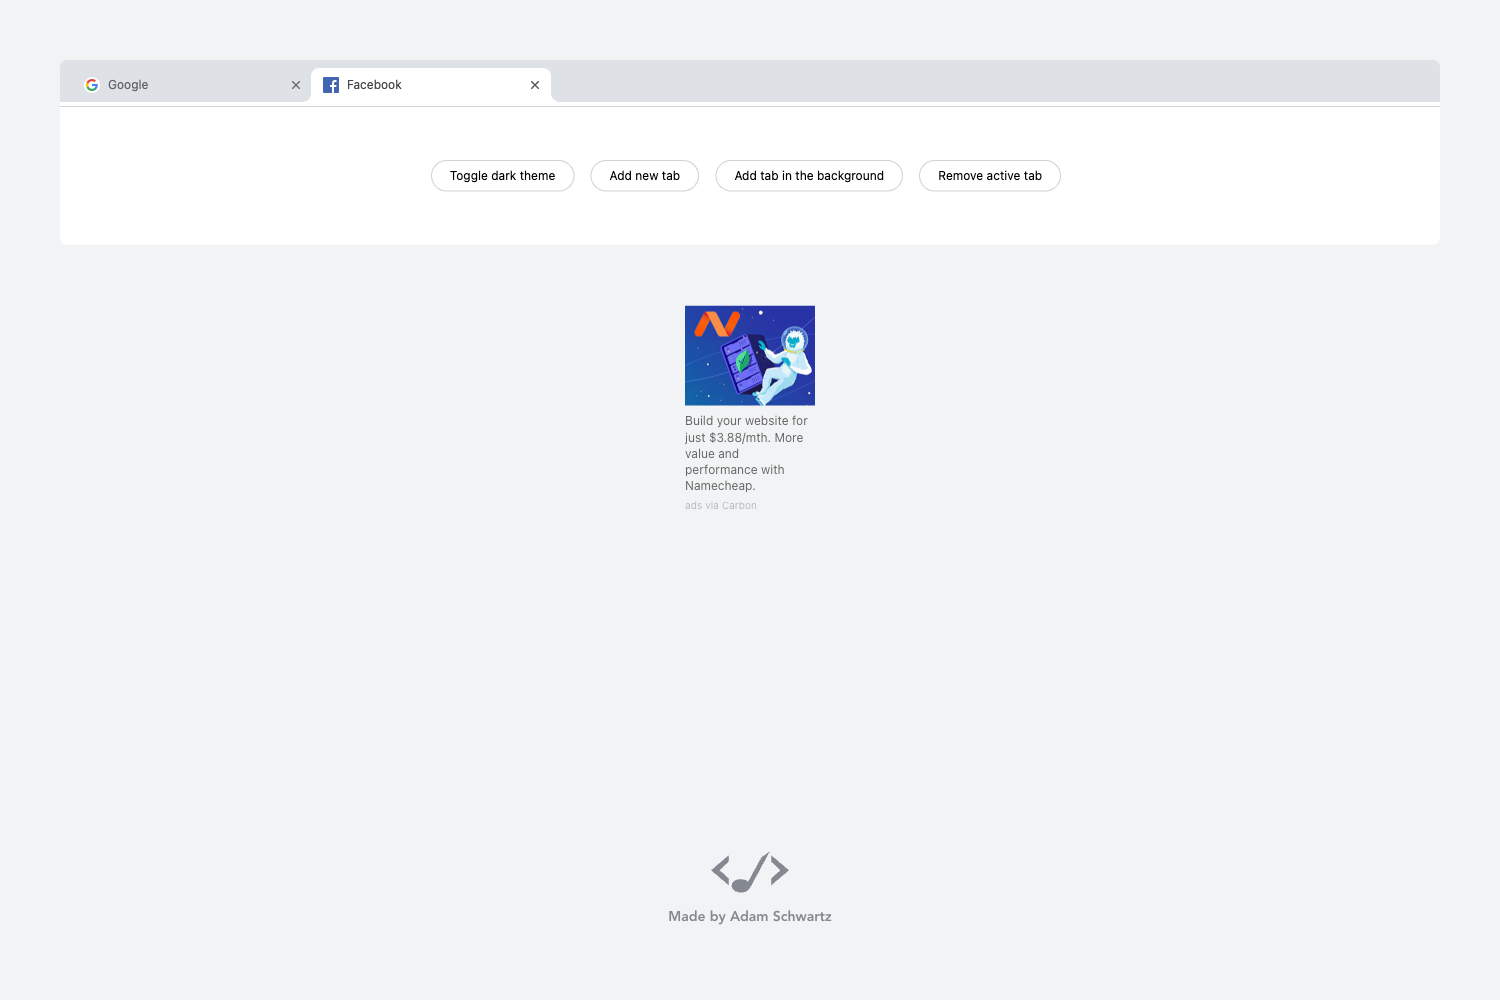 Google
Facebook
Toggle dark theme
Add new tab
Add tab in the background
Remove active tab
Build your website for
just $3.88/mth. More
value and
performance with
Namecheap.
ads via Carbon
Made by Adam Schwartz